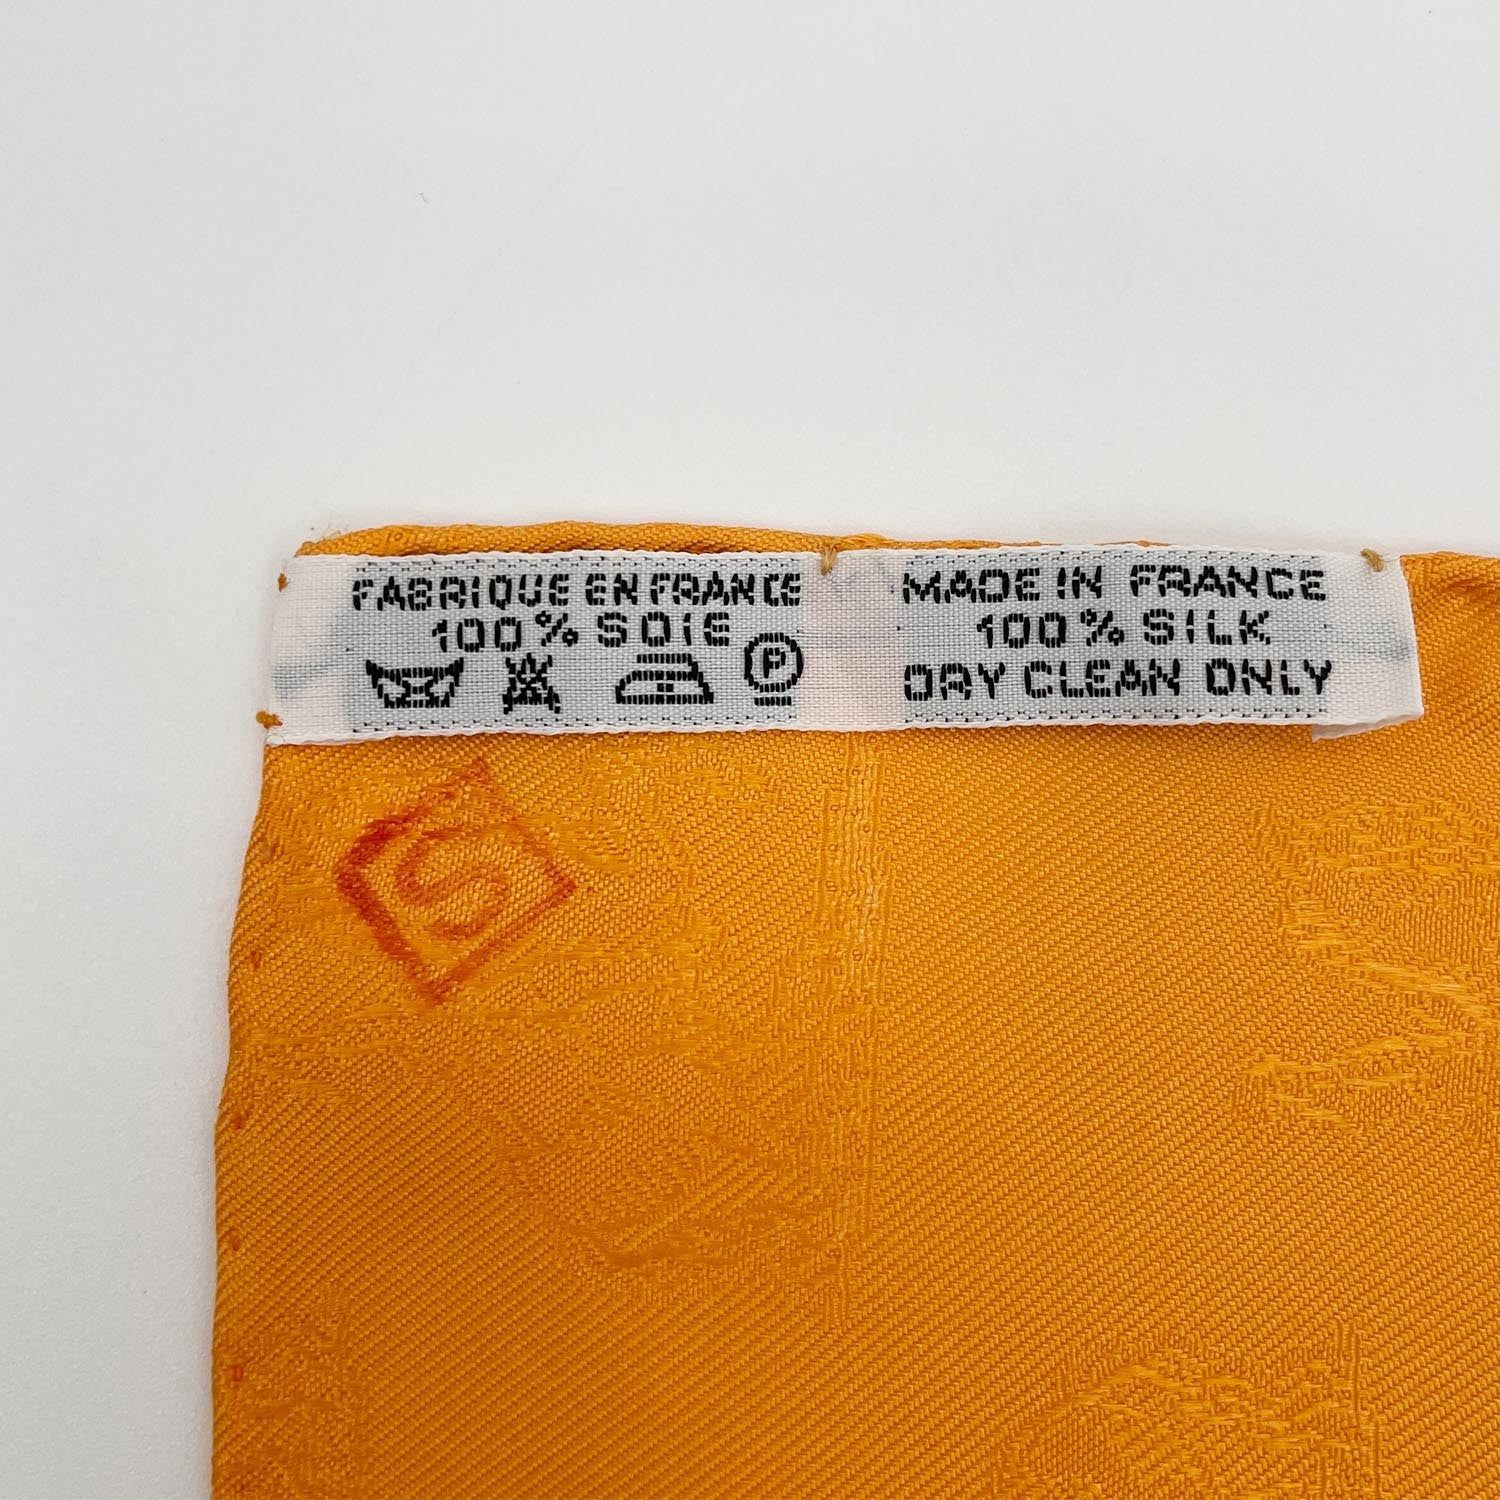 FABRIQUE EN FRANCE
100% SOIE
P
MADE IN FRANCE
100% SILK
DRY CLEAN ONLY
S